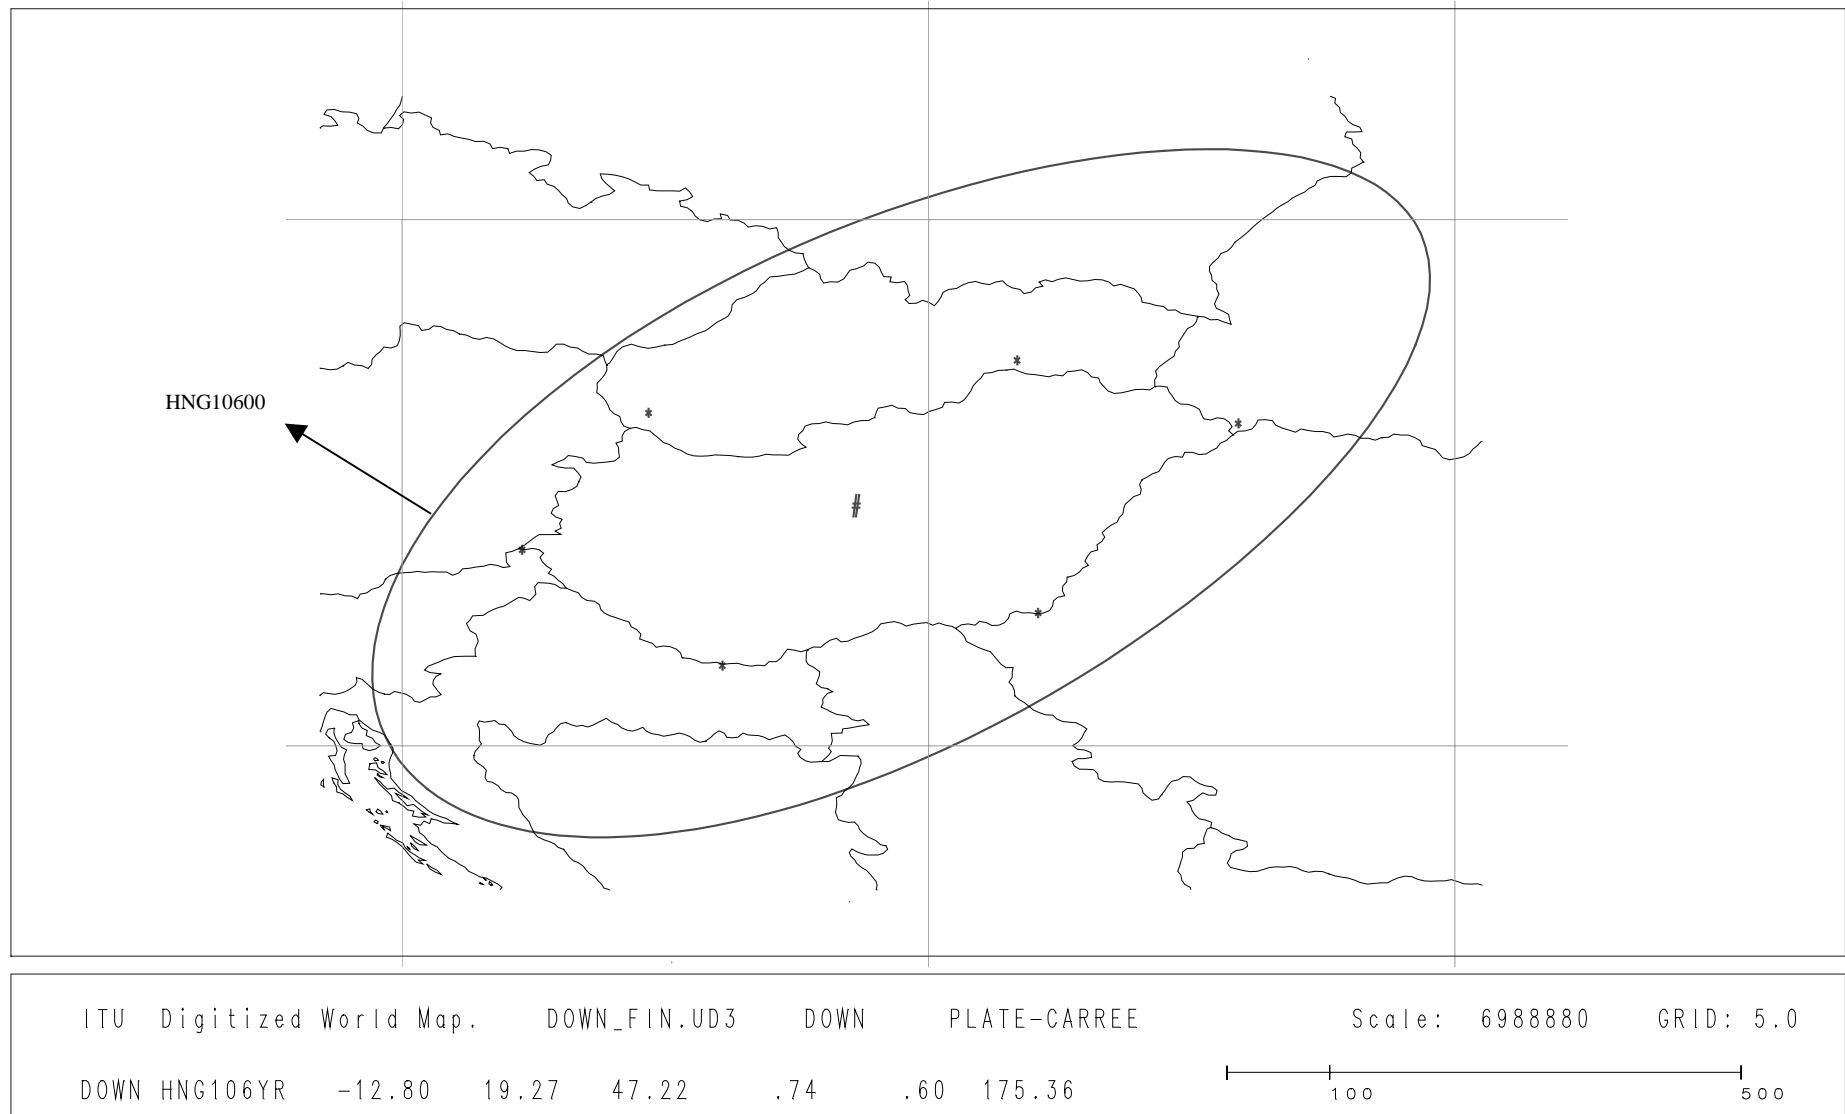 HNG10600
ITU Digitized World Map. DOWN_FIN.UD3 DOWN PLATE-CARREE Scale: 6988880 GRID: 5.0
DOWN HNG106YR -12.80 19.27 47.22 .74 .60 175.36 100 500